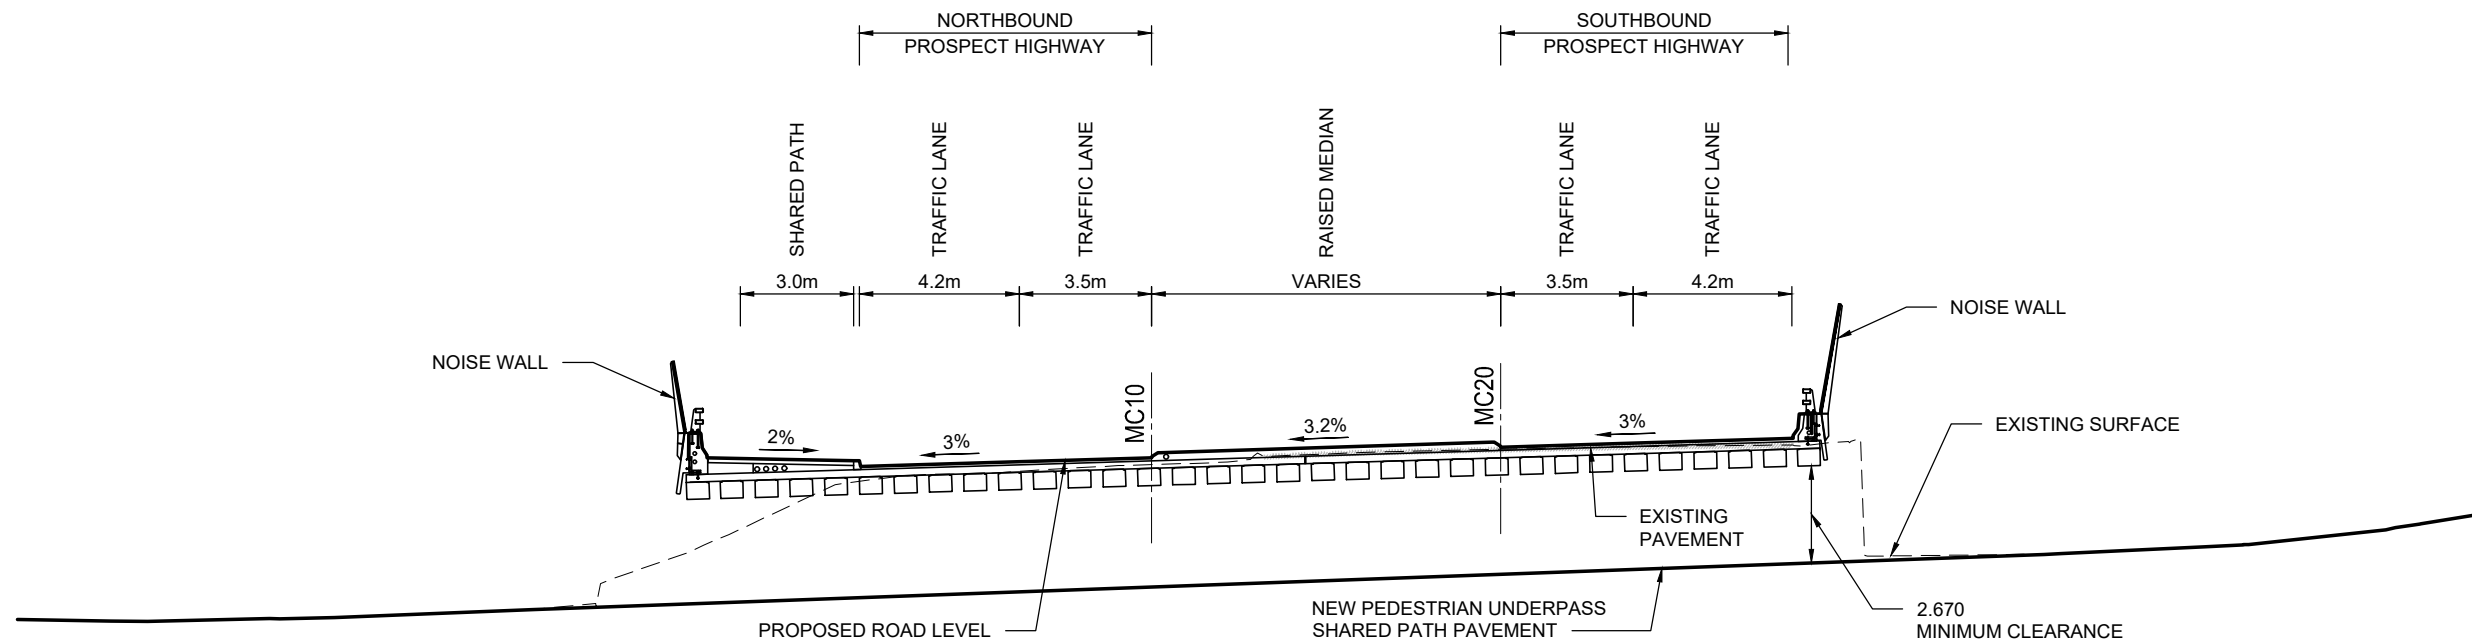 NORTHBOUND
PROSPECT HIGHWAY
SOUTHBOUND
PROSPECT HIGHWAY
SHARED PATH
TRAFFIC LANE
TRAFFIC LANE
RAISED MEDIAN
TRAFFIC LANE
TRAFFIC LANE
3.0m
4.2m
3.5m
VARIES
3.5m
4.2m
NOISE WALL
NOISE WALL
MC10
MC20
2%
3%
3.2%
3%
EXISTING SURFACE
EXISTING
PAVEMENT
PROPOSED ROAD LEVEL
NEW PEDESTRIAN UNDERPASS
SHARED PATH PAVEMENT
2.670
MINIMUM CLEARANCE